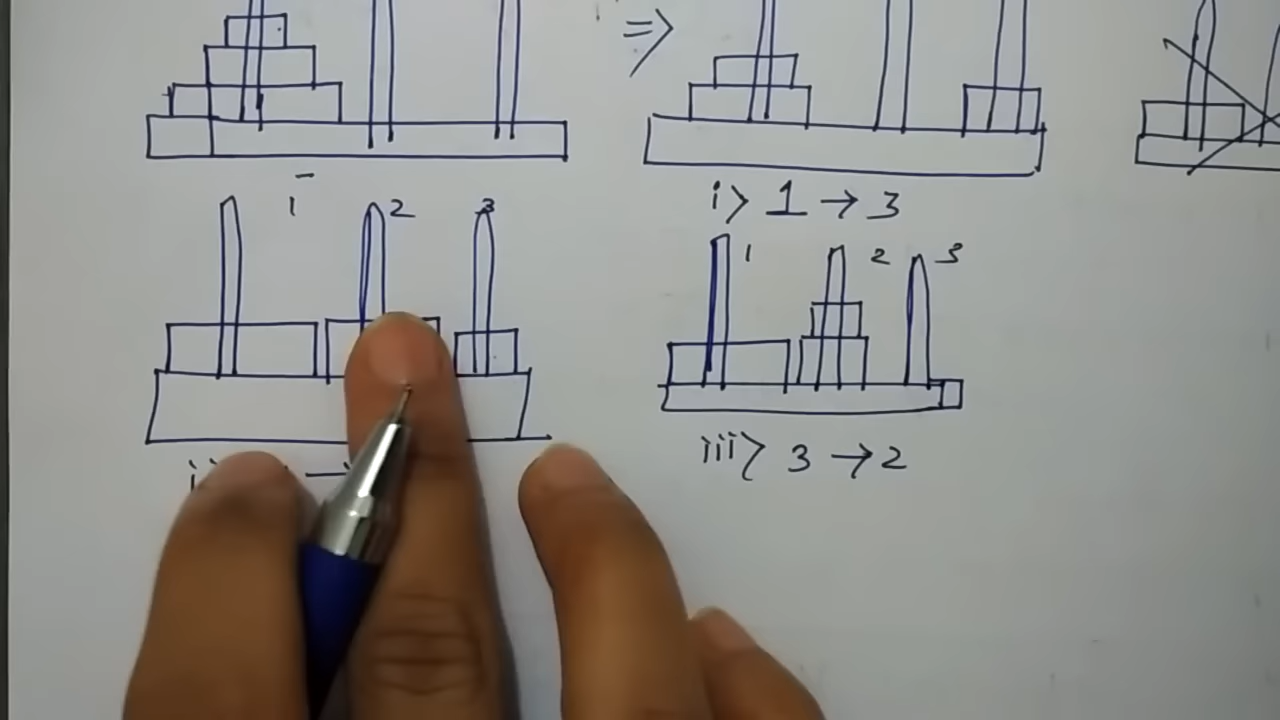 =>
i> 1 → 3
1 2 3
1 2 3
iii> 3 → 2